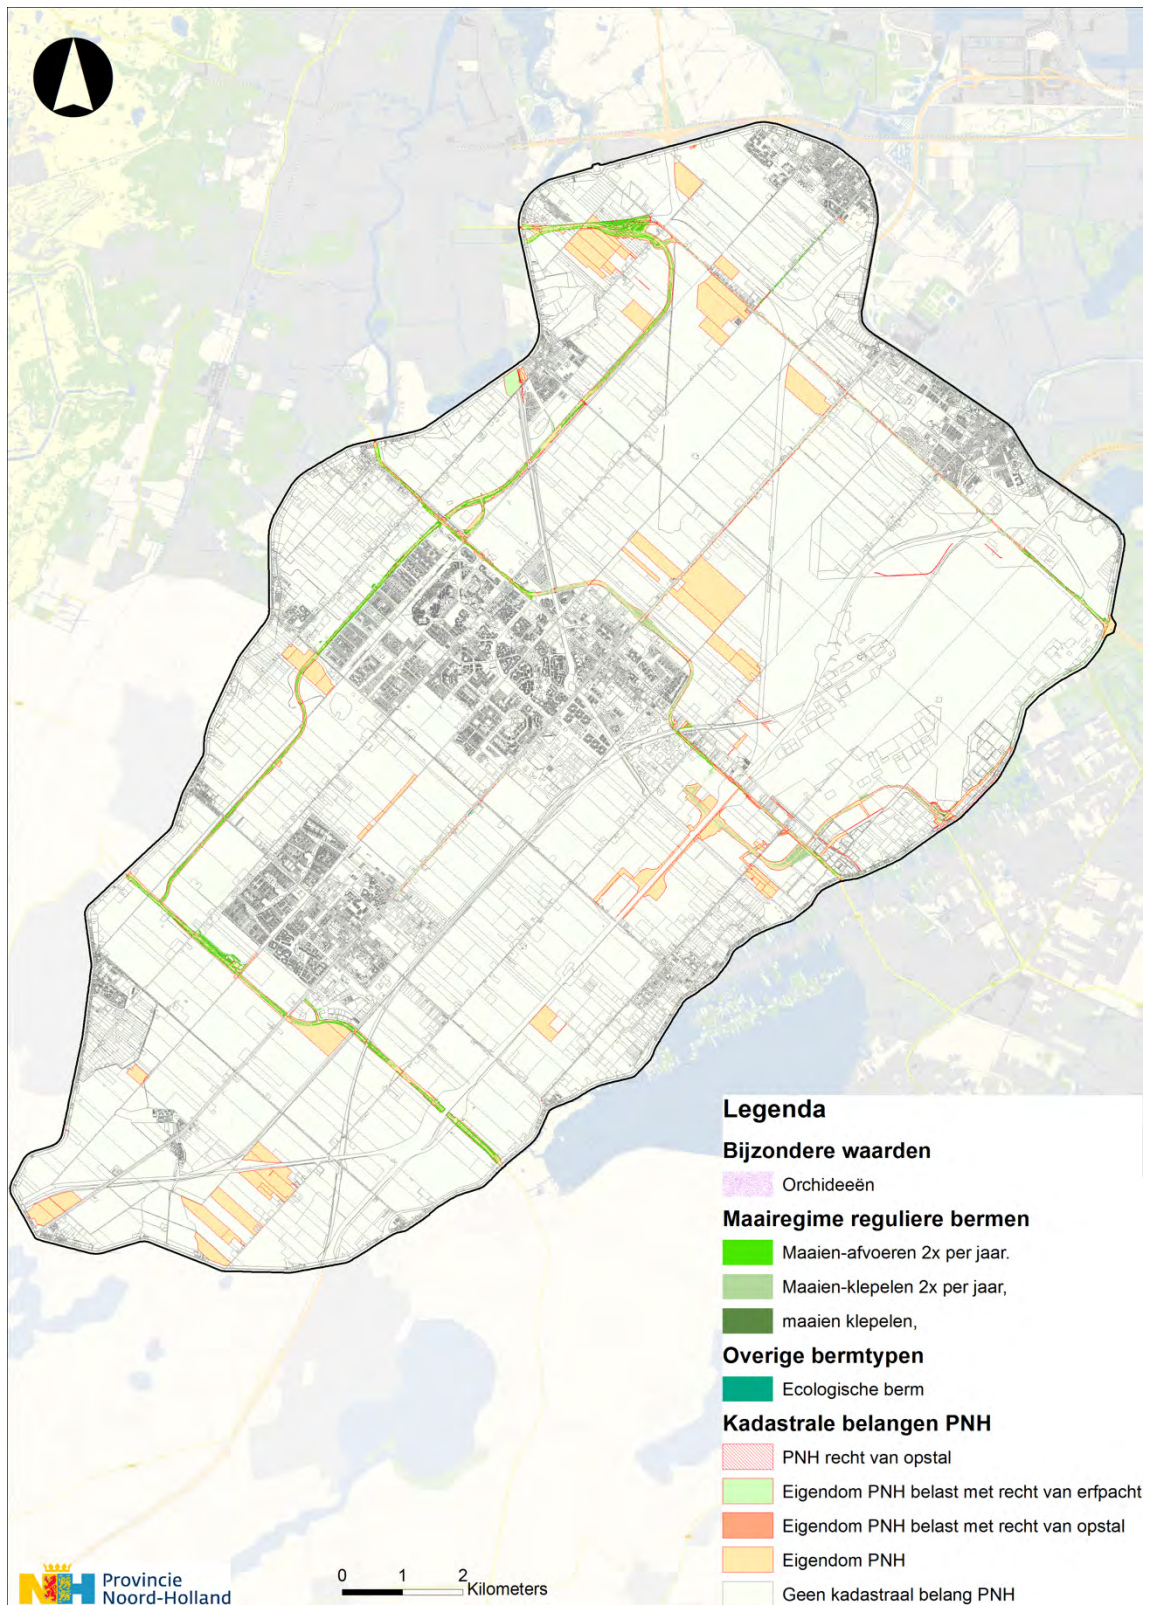 Legenda
Bijzondere waarden
Orchideeën
Maairegime reguliere bermen
Maaien-afvoeren 2x per jaar.
Maaien-klepelen 2x per jaar,
maaien klepelen,
Overige bermtypen
Ecologische berm
Kadastrale belangen PNH
PNH recht van opstal
Eigendom PNH belast met recht van erfpacht
Eigendom PNH belast met recht van opstal
Eigendom PNH
Geen kadastraal belang PNH
0 1 2
Kilometers
NH Provincie
Noord-Holland